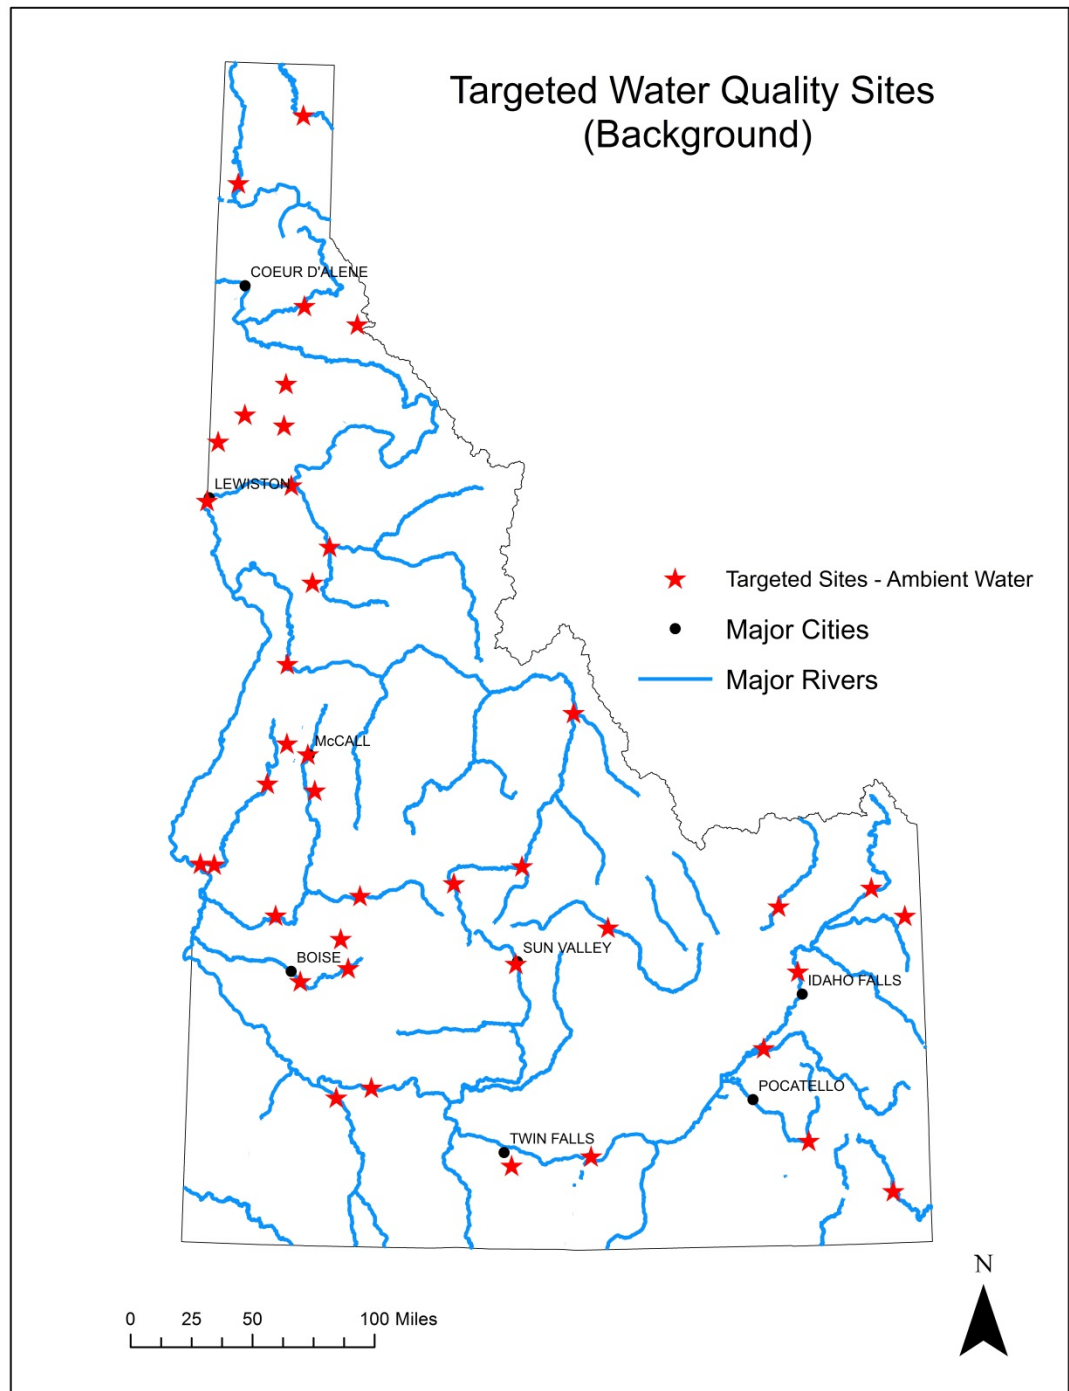 Targeted Water Quality Sites
(Background)
COEUR D'ALENE
LEWISTON
Targeted Sites - Ambient Water
Major Cities
Major Rivers
McCALL
SUN VALLEY
BOISE
IDAHO FALLS
POCATELLO
TWIN FALLS
N
0 25 50 100 Miles